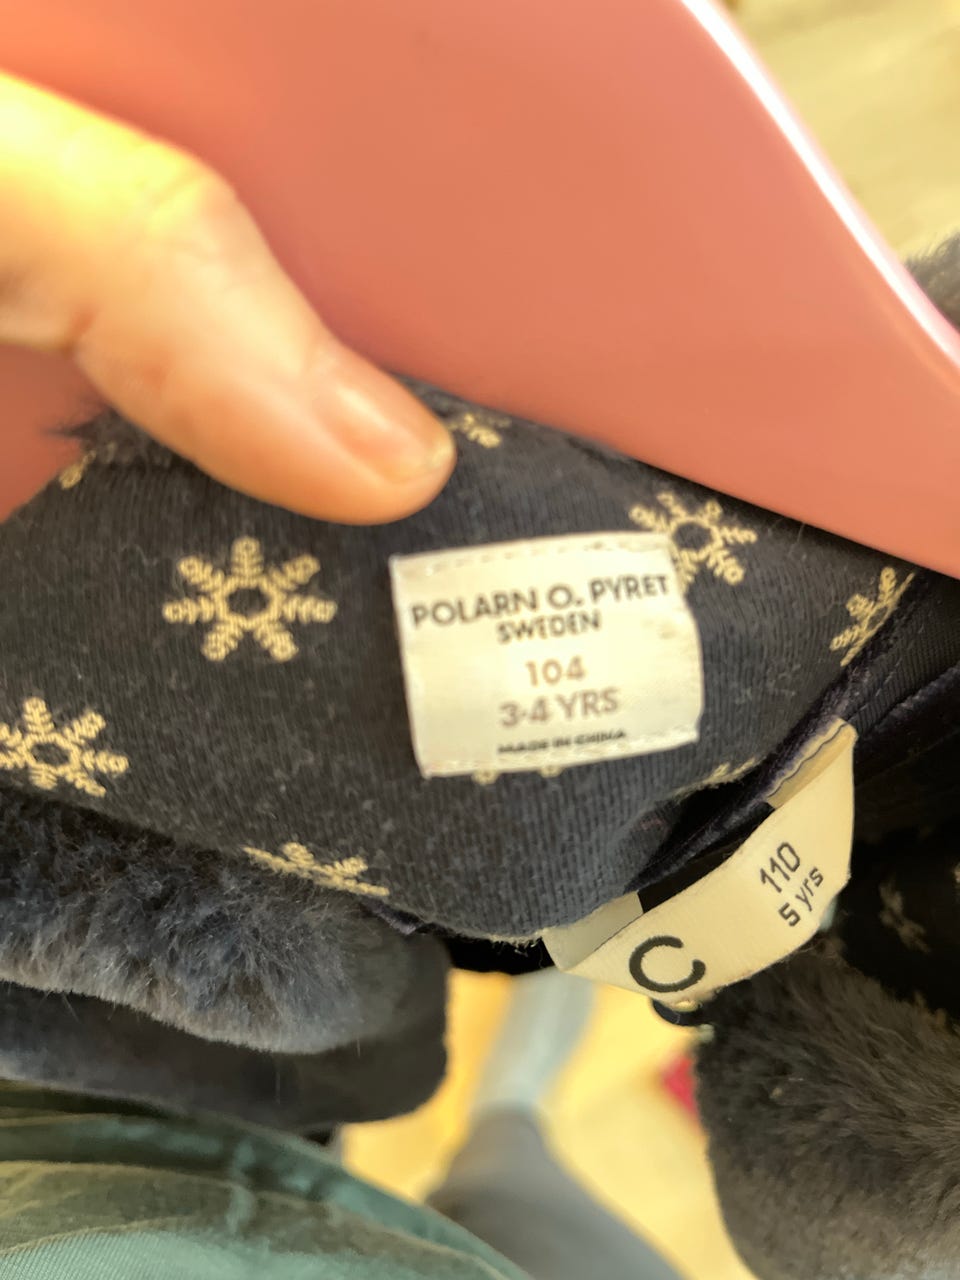 POLARN O. PYRET
SWEDEN
104
3-4 YRS
MADE IN CHINA
C
110
5 yrs